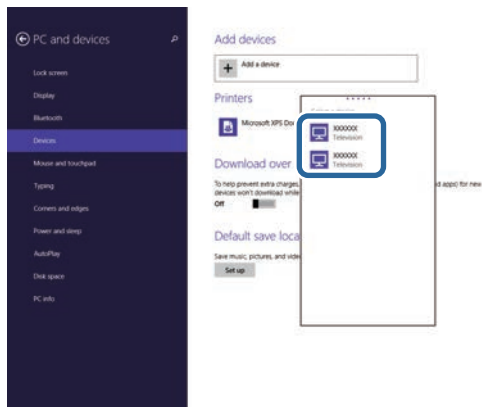 PC and devices
Lock screen
Display
Bluetooth
Devices
Mouse and touchpad
Typing
Corners and edges
Power and sleep
AutoPlay
Disk space
PC info
Add devices
Add a device
Printers
Microsoft XPS Doc
Download over
To help prevent extra charges,
d apps) for new
devices won't download while
Off
Default save loca
Save music, pictures, and vide
Set up
XXXXXX
Television
XXXXXX
Television